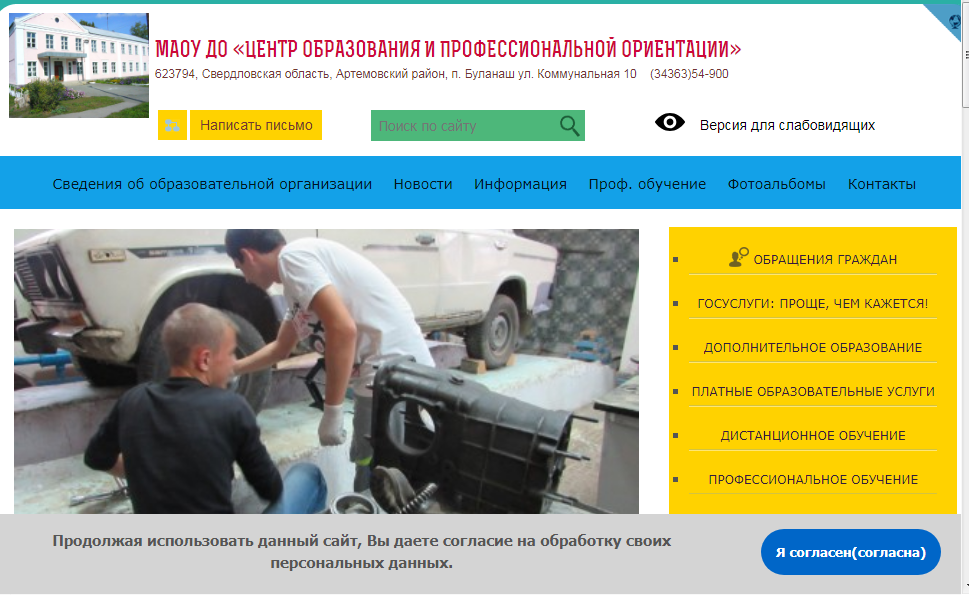 МАОУ ДО «ЦЕНТР ОБРАЗОВАНИЯ И ПРОФЕССИОНАЛЬНОЙ ОРИЕНТАЦИИ»
623794, Свердловская область, Артемовский район, п. Буланаш ул. Коммунальная 10 (34363)54-900
Написать письмо
Поиск по сайту
Версия для слабовидящих
Сведения об образовательной организации Новости Информация Проф. обучение Фотоальбомы Контакты
ОБРАЩЕНИЯ ГРАЖДАН
ГОСУСЛУГИ: ПРОЩЕ, ЧЕМ КАЖЕТСЯ!
ДОПОЛНИТЕЛЬНОЕ ОБРАЗОВАНИЕ
ПЛАТНЫЕ ОБРАЗОВАТЕЛЬНЫЕ УСЛУГИ
ДИСТАНЦИОННОЕ ОБУЧЕНИЕ
ПРОФЕССИОНАЛЬНОЕ ОБУЧЕНИЕ
Продолжая использовать данный сайт, Вы даете согласие на обработку своих
персональных данных.
Я согласен(согласна)